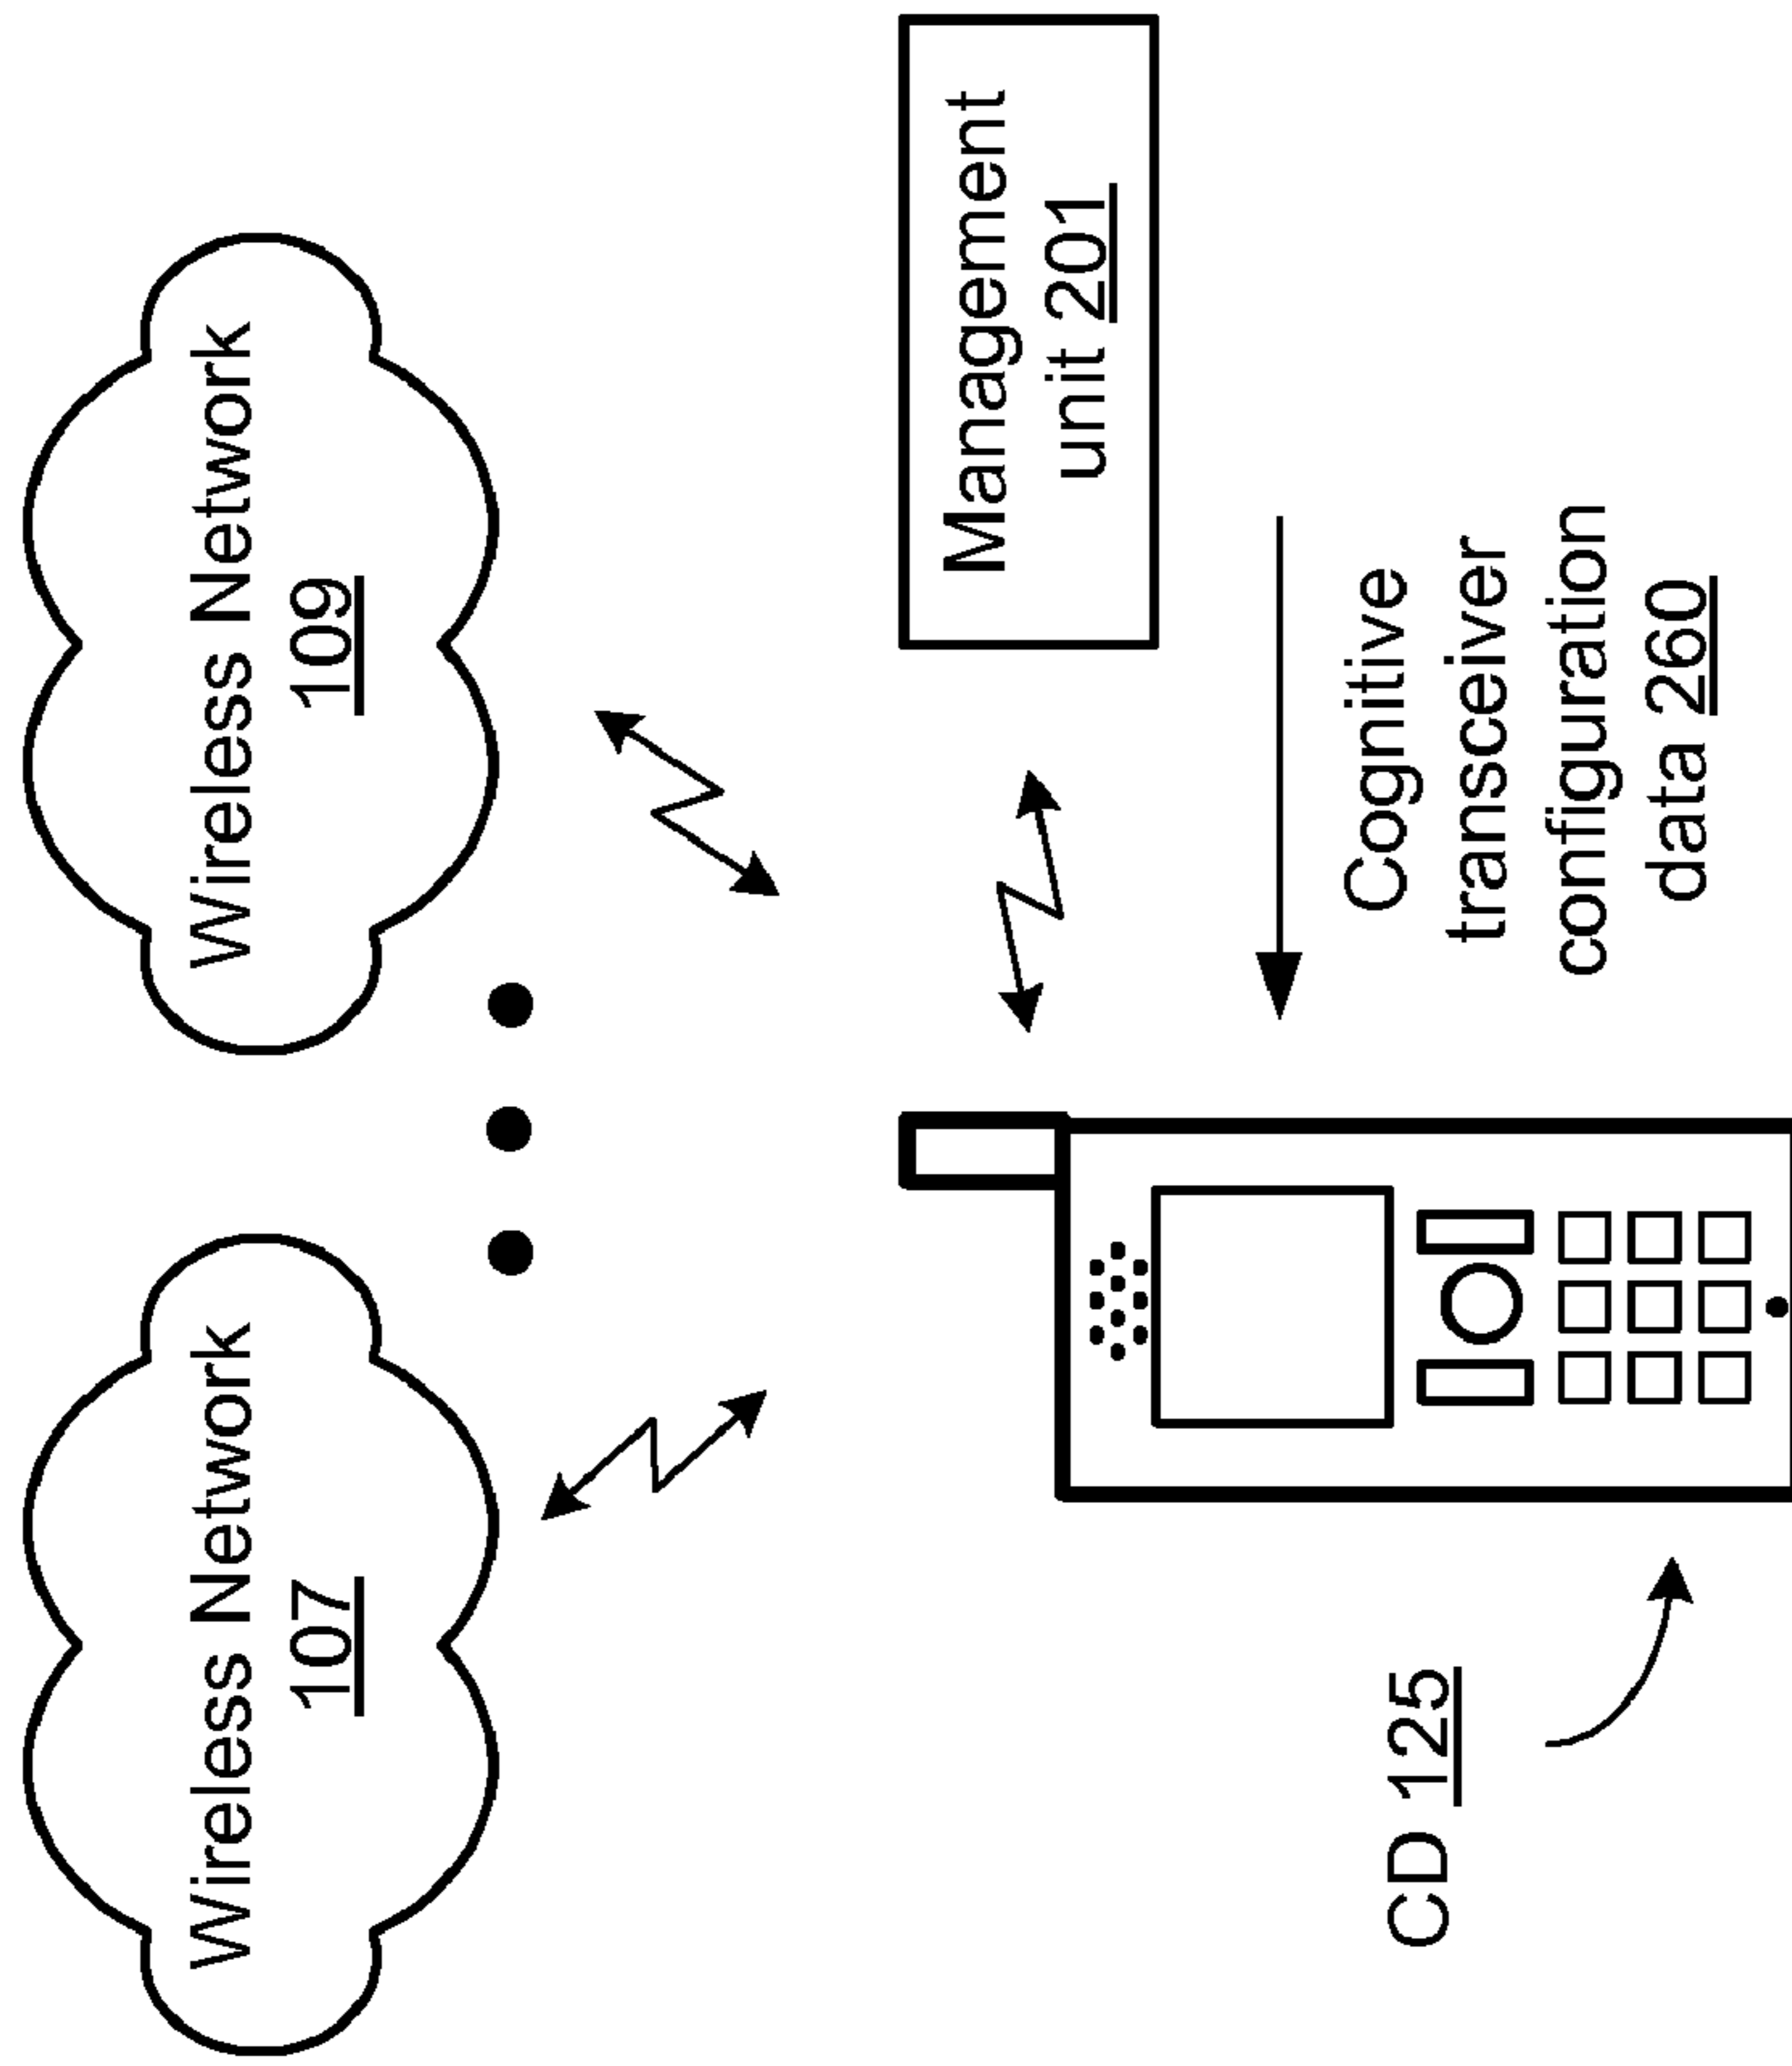 Wireless Network
107
Wireless Network
109
Management
unit 201
Cognitive
transceiver
configuration
data 260
CD 125